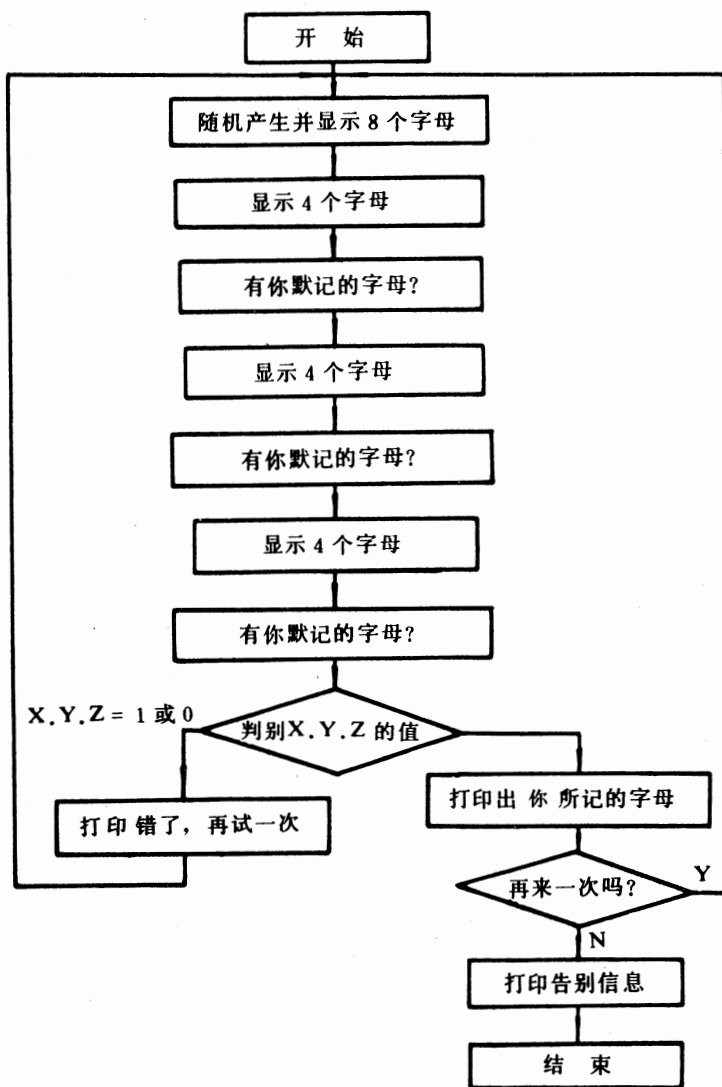 开 始
随机产生并显示 8 个字母
显示 4 个字母
有你默记的字母?
显示 4 个字母
有你默记的字母?
显示 4 个字母
有你默记的字母?
X.Y.Z = 1 或 0
判别X.Y.Z 的值
打印 错了，再试一次
打印出 你 所记的字母
再来一次吗?
Y
N
打印告别信息
结 束